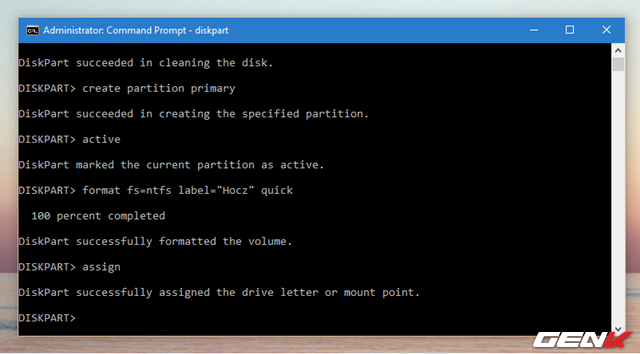 Administrator: Command Prompt - diskpart
DiskPart succeeded in cleaning the disk.
DISKPART> create partition primary
DiskPart succeeded in creating the specified partition.
DISKPART> active
DiskPart marked the current partition as active.
DISKPART> format fs=ntfs label="Hocz" quick
100 percent completed
DiskPart successfully formatted the volume.
DISKPART> assign
DiskPart successfully assigned the drive letter or mount point.
DISKPART>
GENK